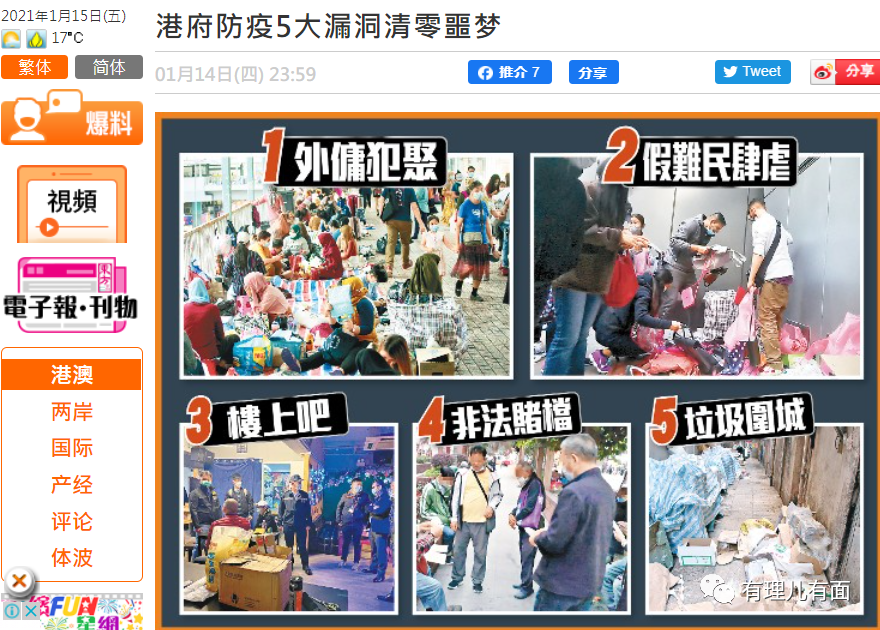 2021年1月15日(五)
17°C
繁体
简体
爆料
視頻
電子報·刊物
港澳
两岸
国际
产经
评论
体波
FUN
港府防疫5大漏洞清零噩梦
01月14日(四) 23:59
推介 7
分享
Tweet
分享
1 外傭犯聚
2 假難民肆虐
3 樓上吧
4 非法賭檔
5 垃圾圍城
有理儿有面